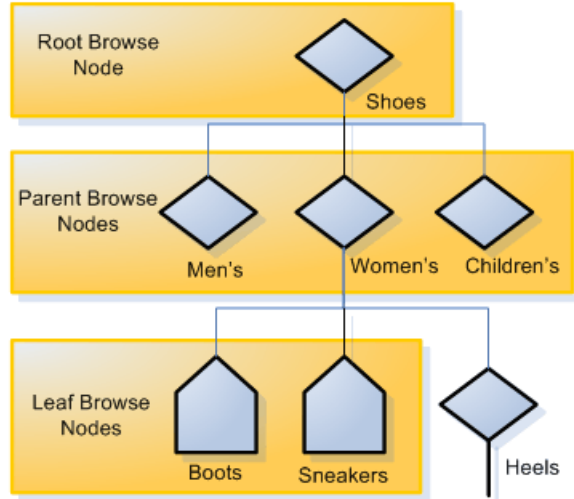 Root Browse
Node
Shoes
Parent Browse
Nodes
Men's
Women's
Children's
Leaf Browse
Nodes
Boots
Sneakers
Heels